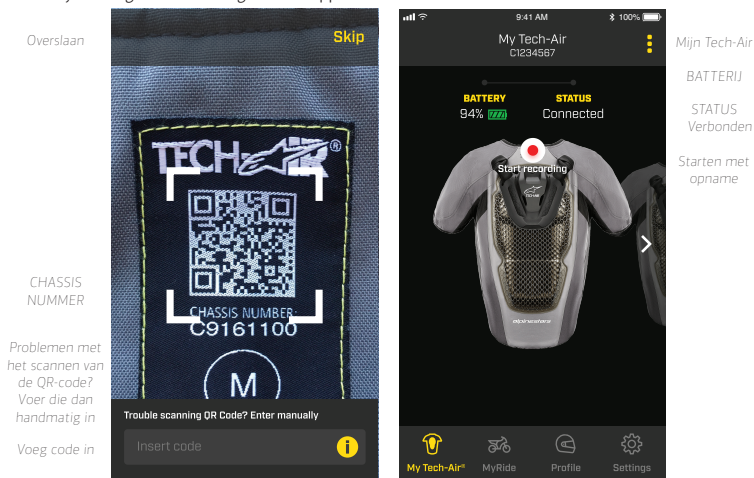 Overslaan
CHASSIS
NUMMER
Problemen met
het scannen van
de QR-code?
Voer die dan
handmatig in
Voeg code in
Skip
TECH AIR®
CHASSIS NUMBER:
C9161100
M
Trouble scanning QR Code? Enter manually
Insert code
i
9:41 AM
100%
My Tech-Air
C1234567
BATTERY
STATUS
94%
Connected
Start recording
TECH-AIR
alpinestars
My Tech-Air®
MyRide
Profile
Settings
Mijn Tech-Air
BATTERIJ
STATUS
Verbonden
Starten met
opname